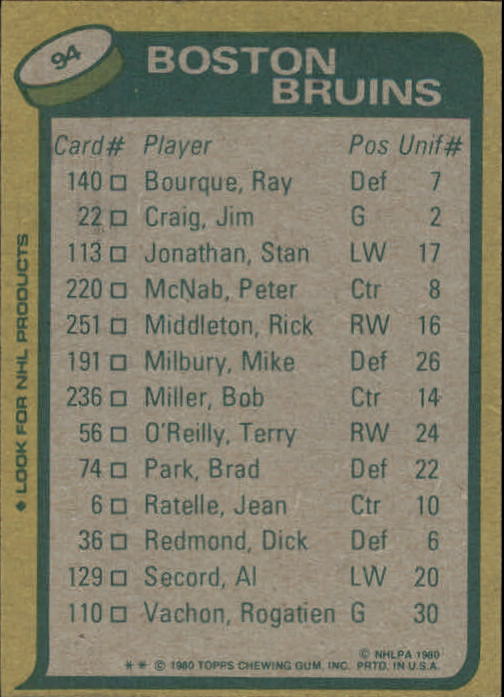 94
BOSTON
BRUINS
Card# Player Pos Unif#
140 □ Bourque, Ray Def 7
22 □ Craig, Jim G 2
113 □ Jonathan, Stan LW 17
220 □ McNab, Peter Ctr 8
251 □ Middleton, Rick RW 16
191 □ Milbury, Mike Def 26
236 □ Miller, Bob Ctr 14
56 □ O'Reilly, Terry RW 24
74 □ Park, Brad Def 22
6 □ Ratelle, Jean Ctr 10
36 □ Redmond, Dick Def 6
129 □ Secord, Al LW 20
110 □ Vachon, Rogatien G 30
© NHLPA 1980
** © 1980 TOPPS CHEWING GUM, INC. PRTD. IN U.S.A.
♦ LOOK FOR NHL PRODUCTS